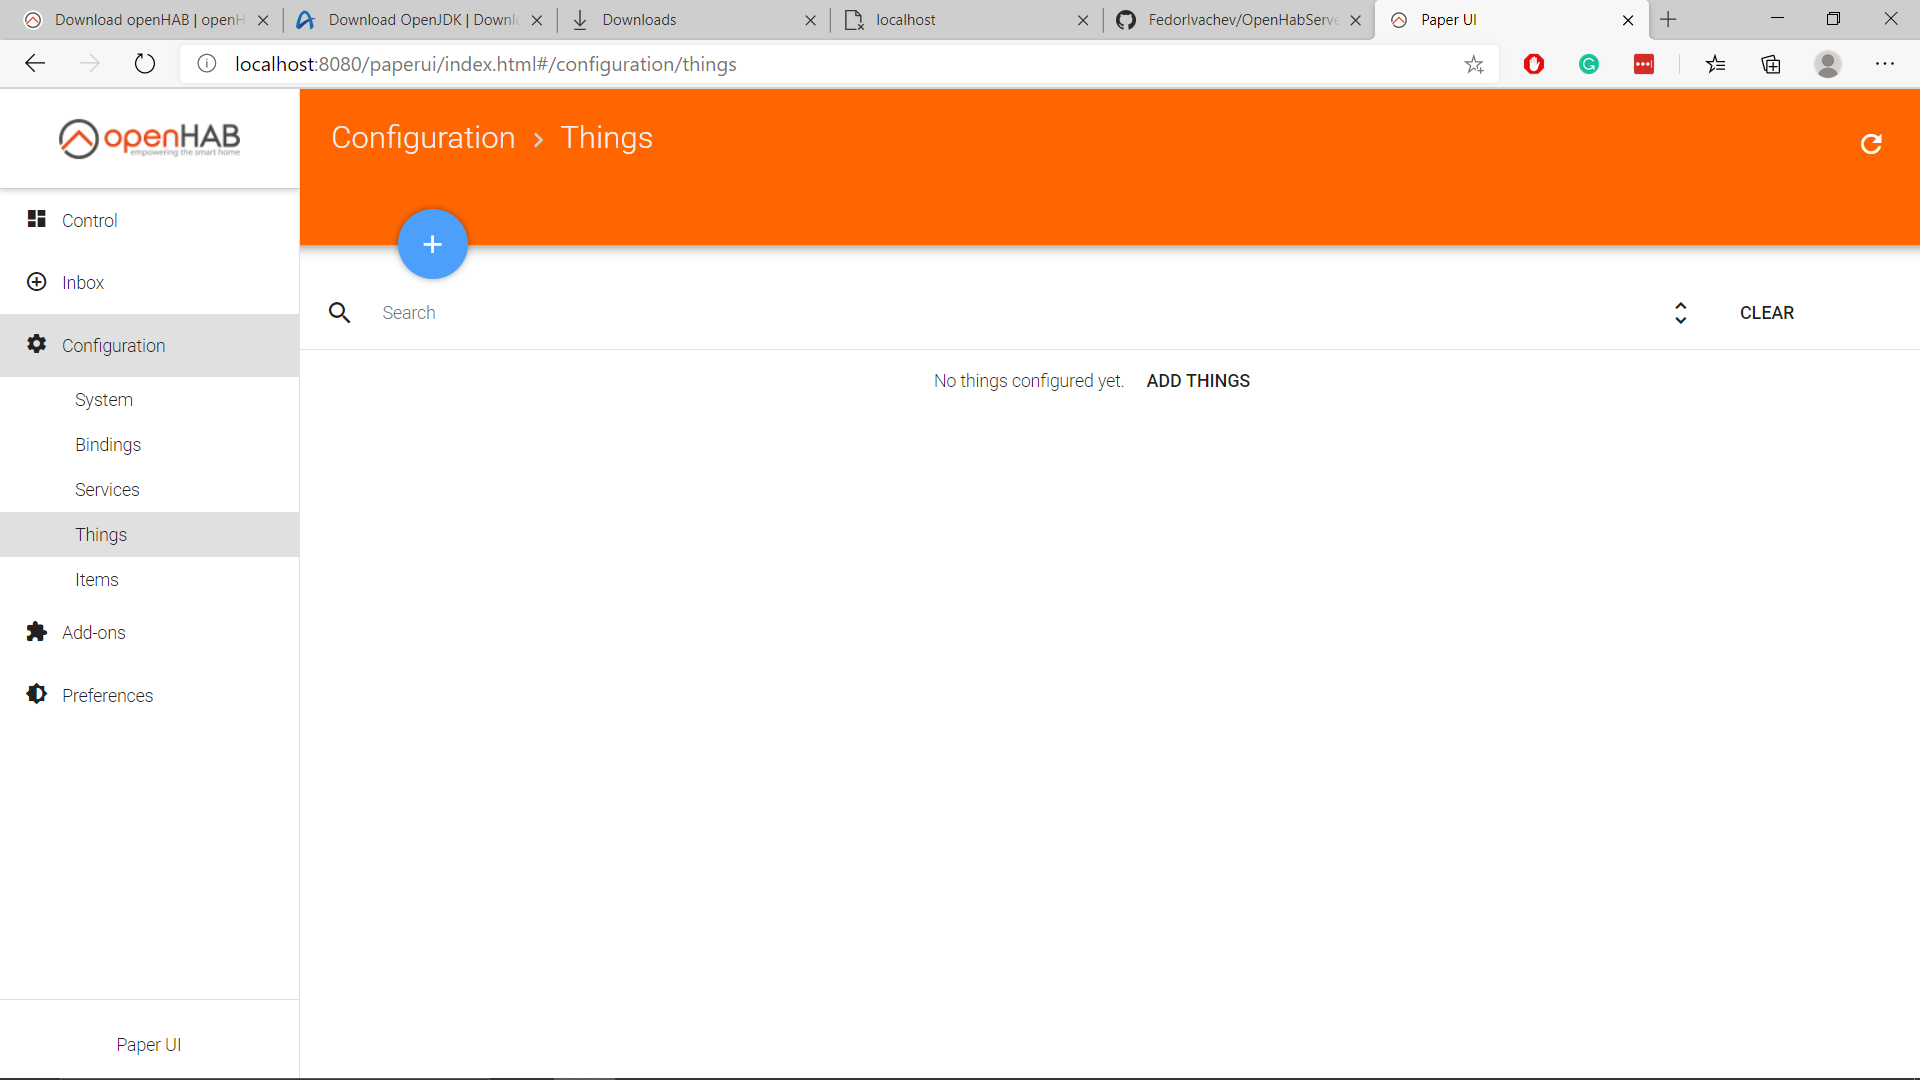 Download openHAB | openH
Download OpenJDK | Downl
Downloads
localhost
FedorIvachev/OpenHabServe
Paper UI
localhost:8080/paperui/index.html#/configuration/things
openHAB
empowering the smart home
Configuration > Things
Control
Inbox
Configuration
System
Bindings
Services
Things
Items
Add-ons
Preferences
Search
CLEAR
No things configured yet. ADD THINGS
Paper UI